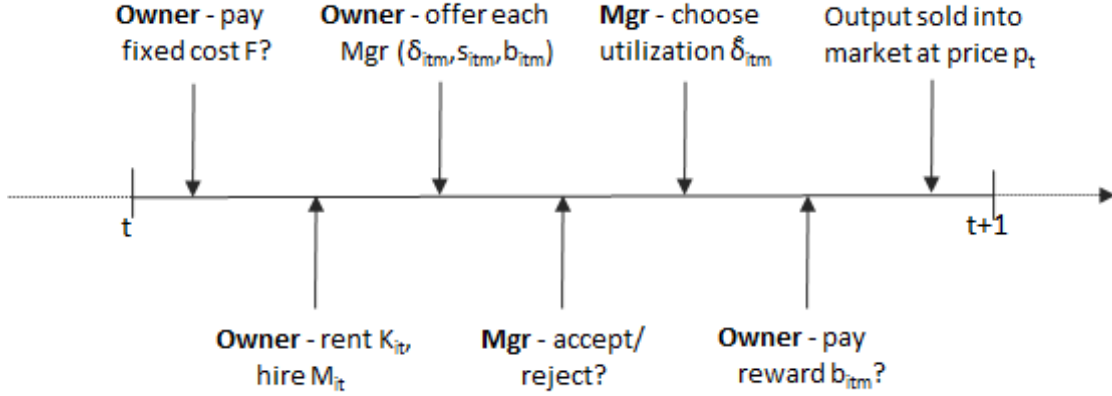 Owner - pay
fixed cost F?
Owner - offer each
Mgr (δitm,sitm,bitm)
Mgr - choose
utilization δ̂itm
Output sold into
market at price pt
t
t+1
Owner - rent Kit,
hire Mit
Mgr - accept/
reject?
Owner - pay
reward bitm?